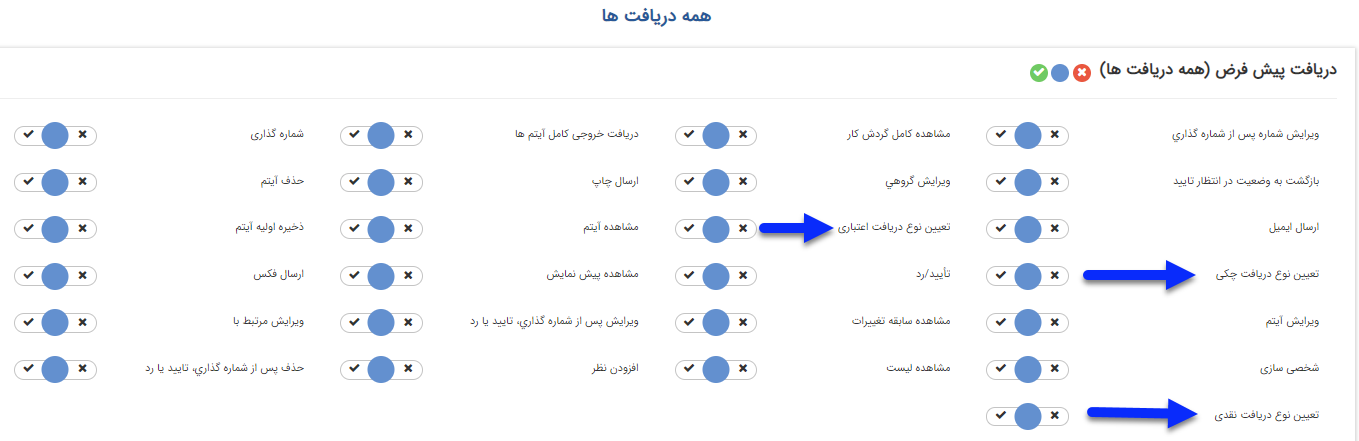 همه دریافت ها
دریافت پیش فرض (همه دریافت ها)
ویرایش شماره پس از شماره گذاري
مشاهده کامل گردش کار
دریافت خروجی کامل آیتم ها
شماره گذاری
بازگشت به وضعیت در انتظار تایید
ویرایش گروهي
ارسال چاپ
حذف آیتم
ارسال ایمیل
تعیین نوع دریافت اعتباری
مشاهده آیتم
ذخیره اولیه آیتم
تعیین نوع دریافت چکی
تأیید/رد
مشاهده پیش نمایش
ارسال فکس
ویرایش آیتم
مشاهده سابقه تغییرات
ویرایش پس از شماره گذاري، تایید یا رد
ویرایش مرتبط با
شخصی سازی
مشاهده لیست
افزودن نظر
حذف پس از شماره گذاري، تایید یا رد
تعیین نوع دریافت نقدی